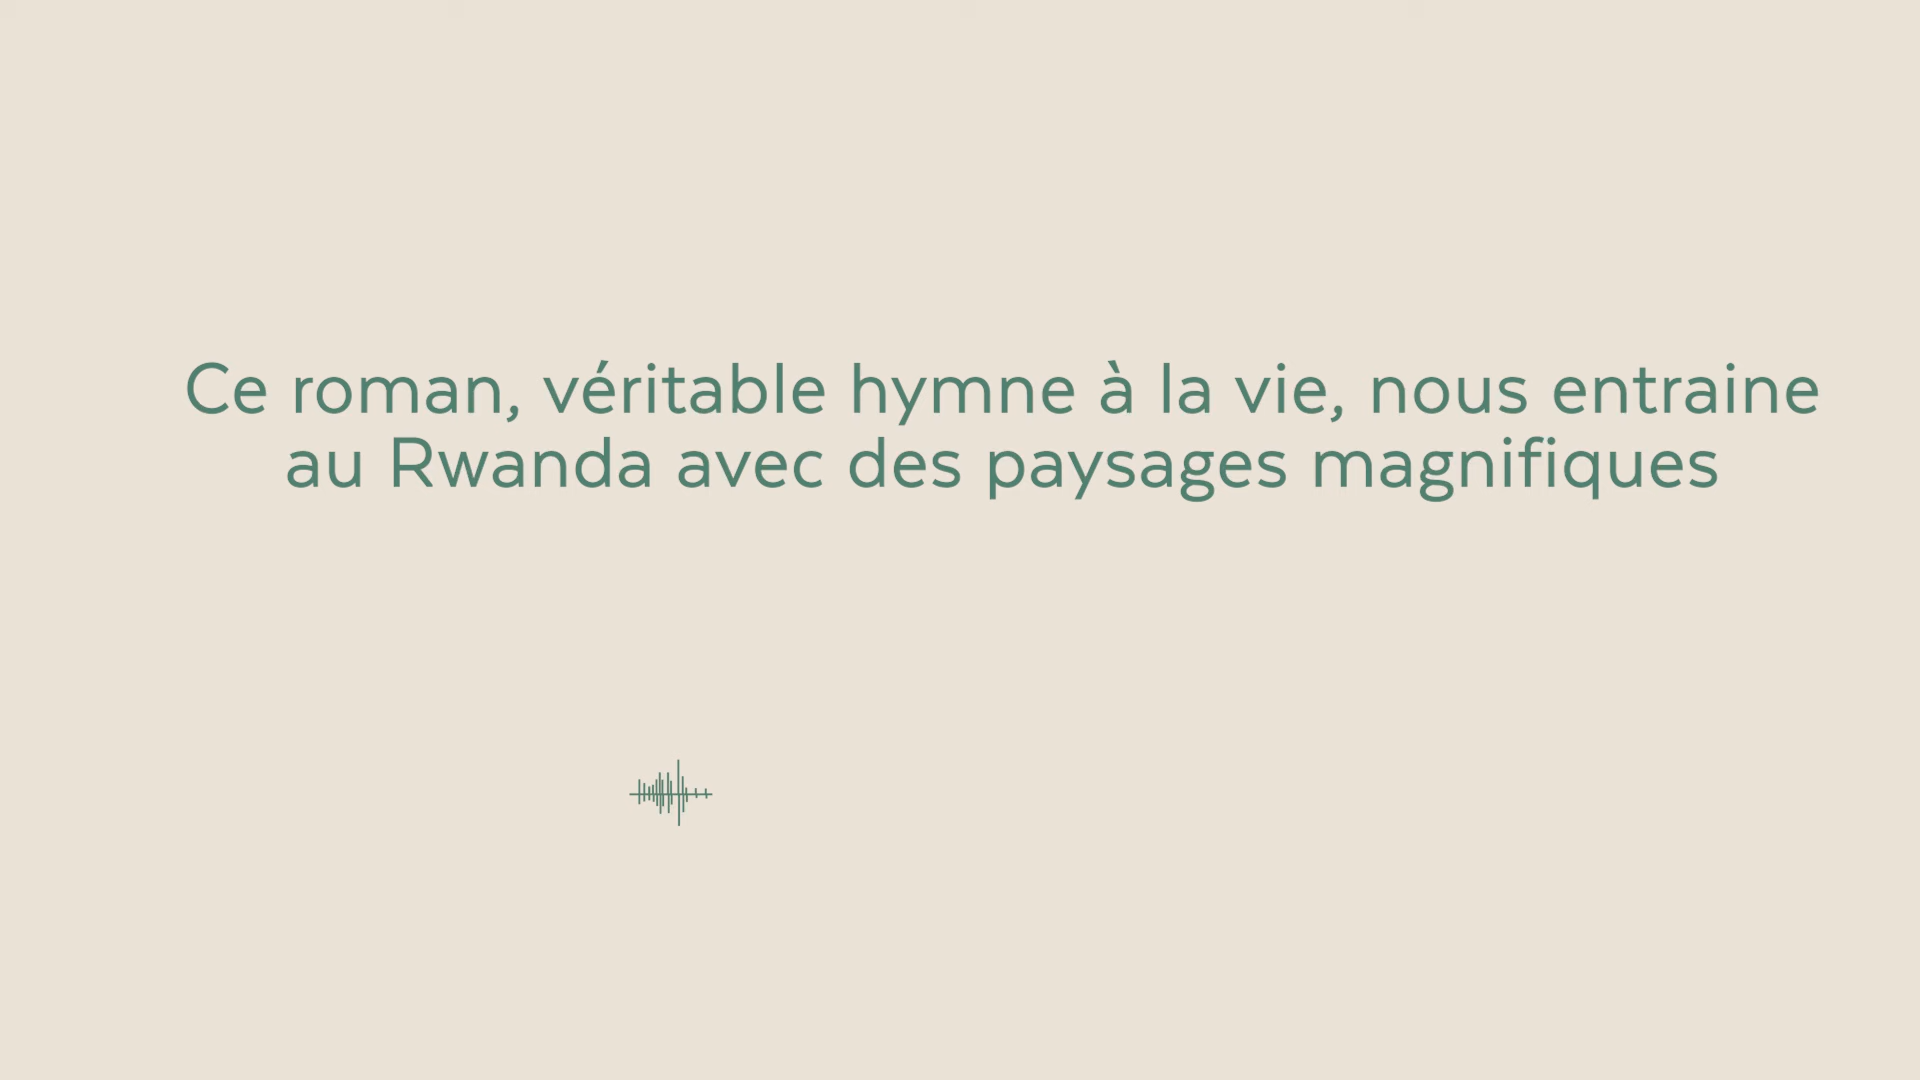 Ce roman, véritable hymne à la vie, nous entraine
au Rwanda avec des paysages magnifiques